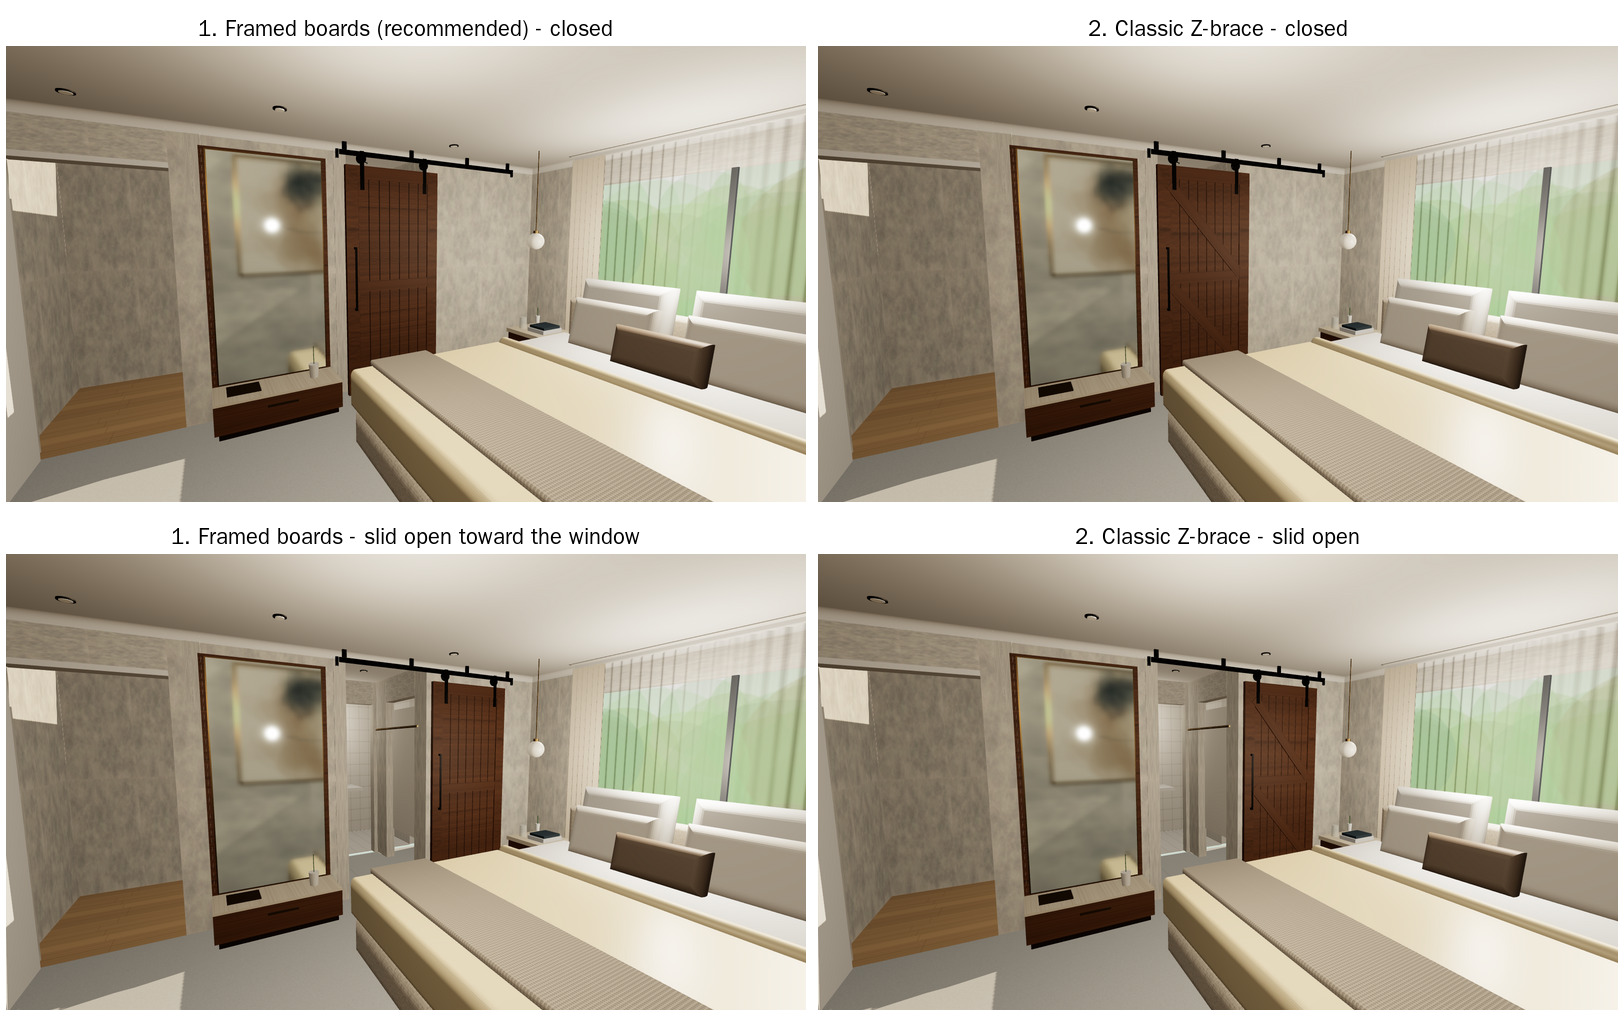 1. Framed boards (recommended) - closed
2. Classic Z-brace - closed
1. Framed boards - slid open toward the window
2. Classic Z-brace - slid open